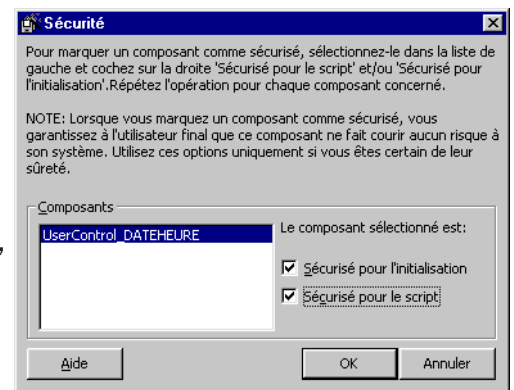 Sécurité
Pour marquer un composant comme sécurisé, sélectionnez-le dans la liste de
gauche et cochez sur la droite 'Sécurisé pour le script' et/ou 'Sécurisé pour
l'initialisation'.Répétez l'opération pour chaque composant concerné.
NOTE: Lorsque vous marquez un composant comme sécurisé, vous
garantissez à l'utilisateur final que ce composant ne fait courir aucun risque à
son système. Utilisez ces options uniquement si vous êtes certain de leur
sûreté.
Composants
UserControl_DATEHEURE
Le composant sélectionné est:
Sécurisé pour l'initialisation
Sécurisé pour le script
Aide
OK
Annuler